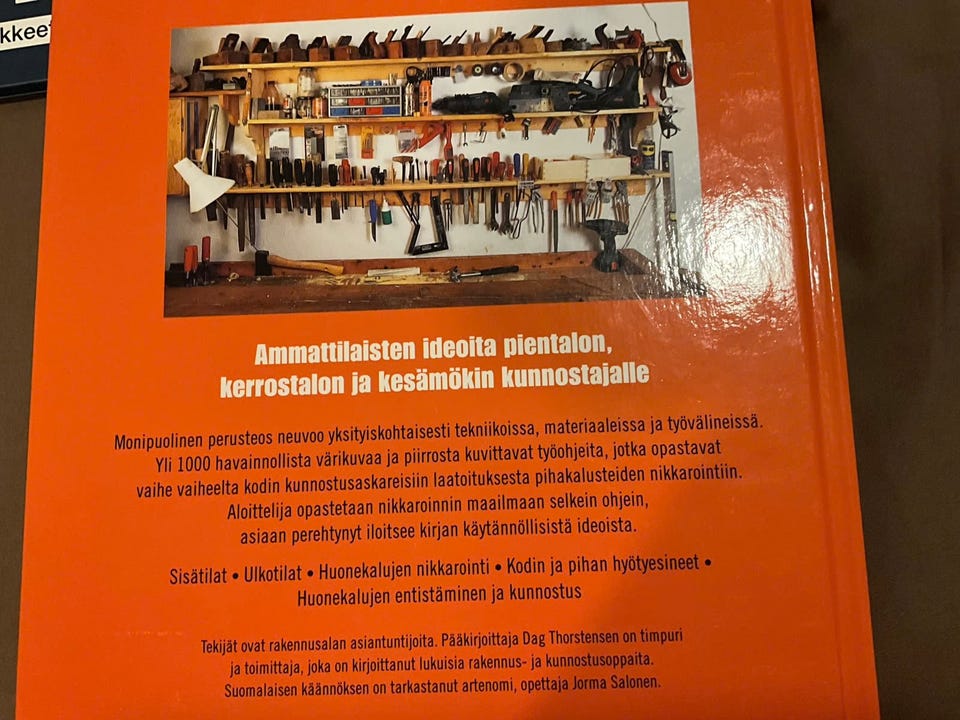 kkeet
Ammattilaisten ideoita pientalon,
kerrostalon ja kesämökin kunnostajalle
Monipuolinen perusteos neuvoo yksityiskohtaisesti tekniikoissa, materiaaleissa ja työvälineissä.
Yli 1000 havainnollista värikuvaa ja piirrosta kuvittavat työohjeita, jotka opastavat
vaihe vaiheelta kodin kunnostusaskareisiin laatoituksesta pihakalusteiden nikkarointiin.
Aloittelija opastetaan nikkaroinnin maailmaan selkein ohjein,
asiaan perehtynyt iloitsee kirjan käytännöllisistä ideoista.
Sisätilat • Ulkotilat • Huonekalujen nikkarointi • Kodin ja pihan hyötyesineet •
Huonekalujen entistäminen ja kunnostus
Tekijät ovat rakennusalan asiantuntijoita. Pääkirjoittaja Dag Thorstensen on timpuri
ja toimittaja, joka on kirjoittanut lukuisia rakennus- ja kunnostusoppaita.
Suomalaisen käännöksen on tarkastanut artenomi, opettaja Jorma Salonen.